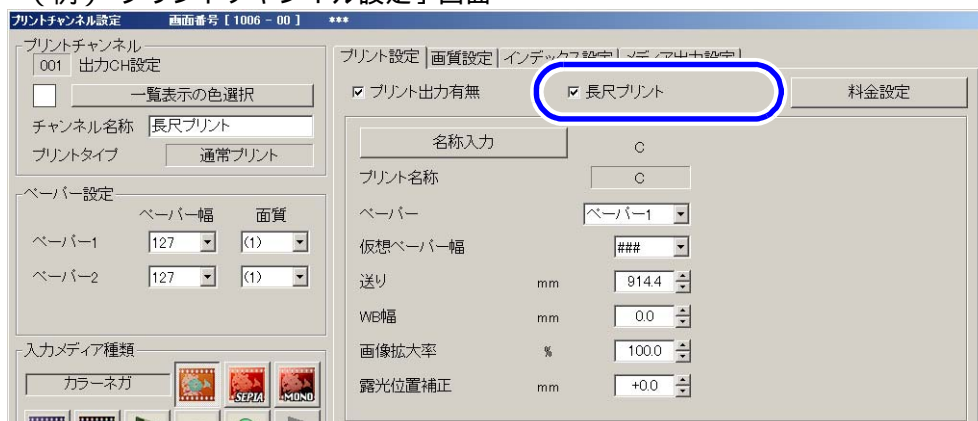 (例)「プリントチャンネル設定」画面
プリントチャンネル設定 画面番号 [ 1006 - 00 ] ***
プリントチャンネル
001 出力CH設定
一覧表示の色選択
チャンネル名称 長尺プリント
プリントタイプ 通常プリント
ペーパー設定
ペーパー幅 面質
ペーパー1 127 (1)
ペーパー2 127 (1)
入力メディア種類
カラーネガ
SEPIA MONO
プリント設定 画質設定 インデックス設定 メディア出力設定
プリント出力有無 長尺プリント 料金設定
名称入力 C
プリント名称 C
ペーパー ペーパー1
仮想ペーパー幅 ###
送り mm 914.4
WB幅 mm 0.0
画像拡大率 % 100.0
露光位置補正 mm +0.0